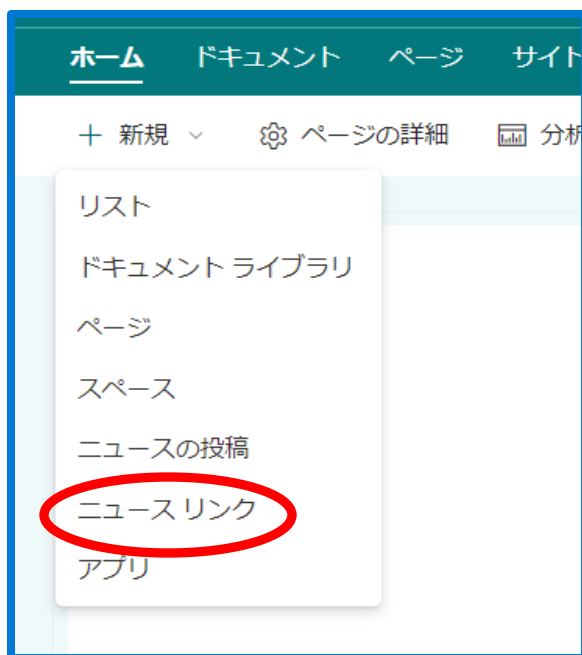 ホーム ドキュメント ページ サイト
＋ 新規 ページの詳細 分析
リスト
ドキュメント ライブラリ
ページ
スペース
ニュースの投稿
ニュース リンク
アプリ